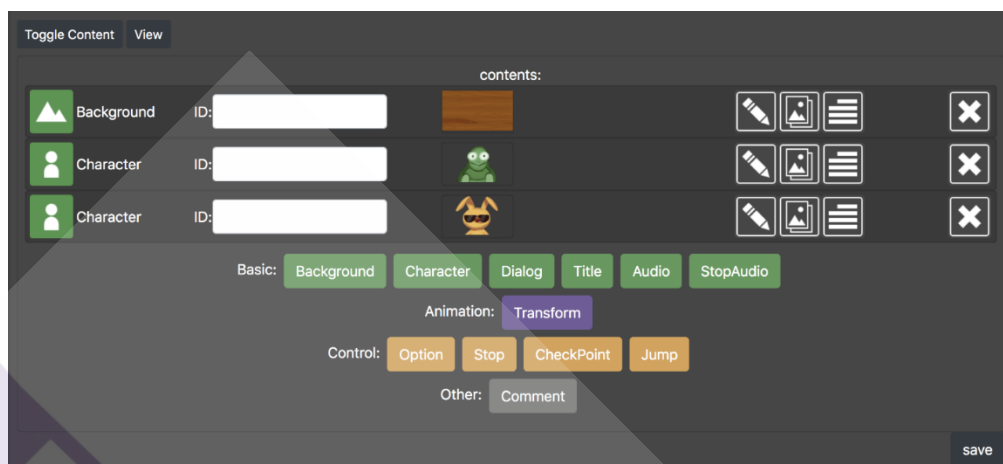 Toggle Content View
contents:
Background ID:
Character ID:
Character ID:
Basic: Background Character Dialog Title Audio StopAudio
Animation: Transform
Control: Option Stop CheckPoint Jump
Other: Comment
save